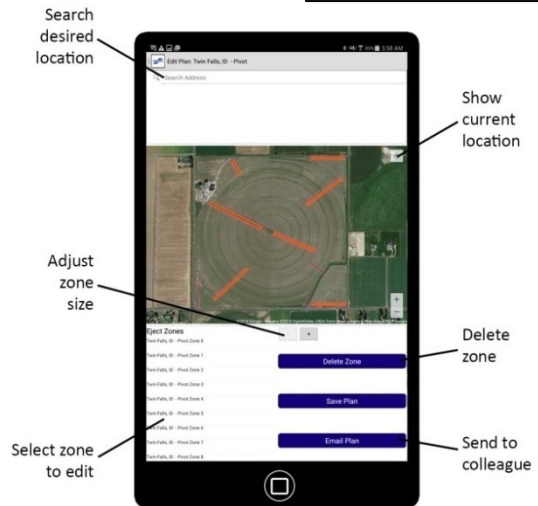 Search
desired
location
5:58 AM
Edit Plan: Twin Falls, ID - Pivot
Search Address
Show
current
location
Adjust
zone
size
+
−
Eject Zones
+
Twin Falls, ID - Pivot Zone 0
Twin Falls, ID - Pivot Zone 1
Delete Zone
Delete
zone
Twin Falls, ID - Pivot Zone 2
Twin Falls, ID - Pivot Zone 3
Twin Falls, ID - Pivot Zone 4
Save Plan
Twin Falls, ID - Pivot Zone 5
Twin Falls, ID - Pivot Zone 6
Select zone
to edit
Twin Falls, ID - Pivot Zone 7
Email Plan
Send to
colleague
Twin Falls, ID - Pivot Zone 8